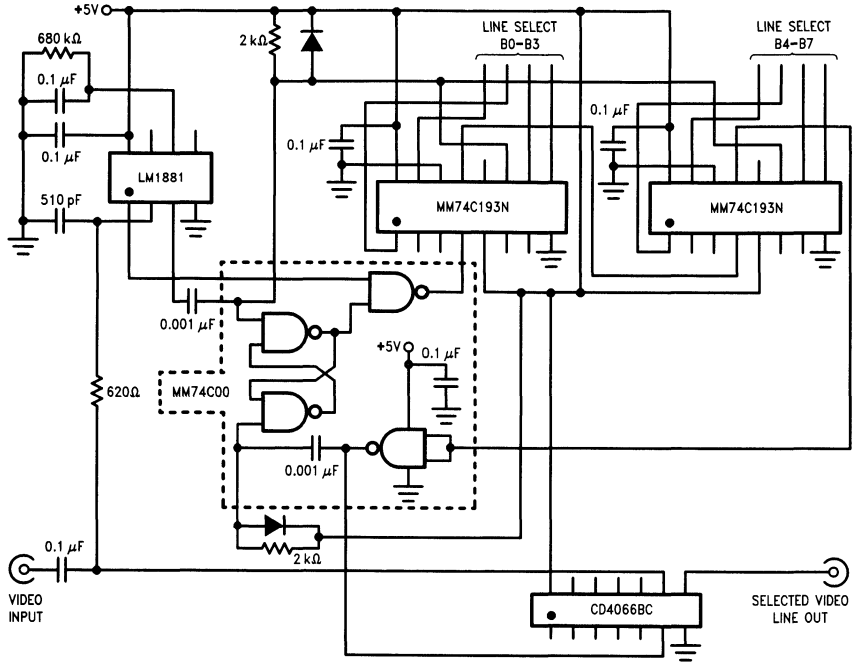 +5V
680 kΩ
0.1 μF
0.1 μF
2 kΩ
LINE SELECT
B0-B3
LINE SELECT
B4-B7
0.1 μF
0.1 μF
LM1881
510 pF
MM74C193N
MM74C193N
0.001 μF
+5V
0.1 μF
620Ω
MM74C00
0.001 μF
2 kΩ
0.1 μF
VIDEO
INPUT
CD4066BC
SELECTED VIDEO
LINE OUT